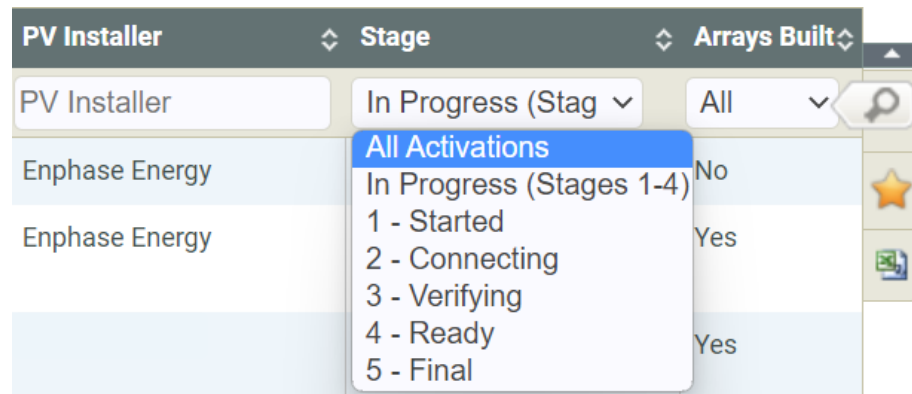 PV Installer Stage Arrays Built
PV Installer In Progress (Stag All
All Activations
Enphase Energy No
In Progress (Stages 1-4)
1 - Started
Enphase Energy Yes
2 - Connecting
3 - Verifying
4 - Ready
Yes
5 - Final